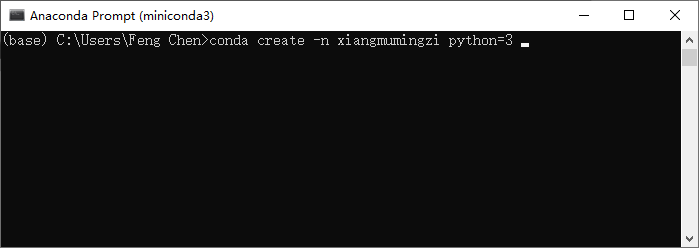 Anaconda Prompt (miniconda3)
(base) C:\Users\Feng Chen>conda create -n xiangmumingzi python=3